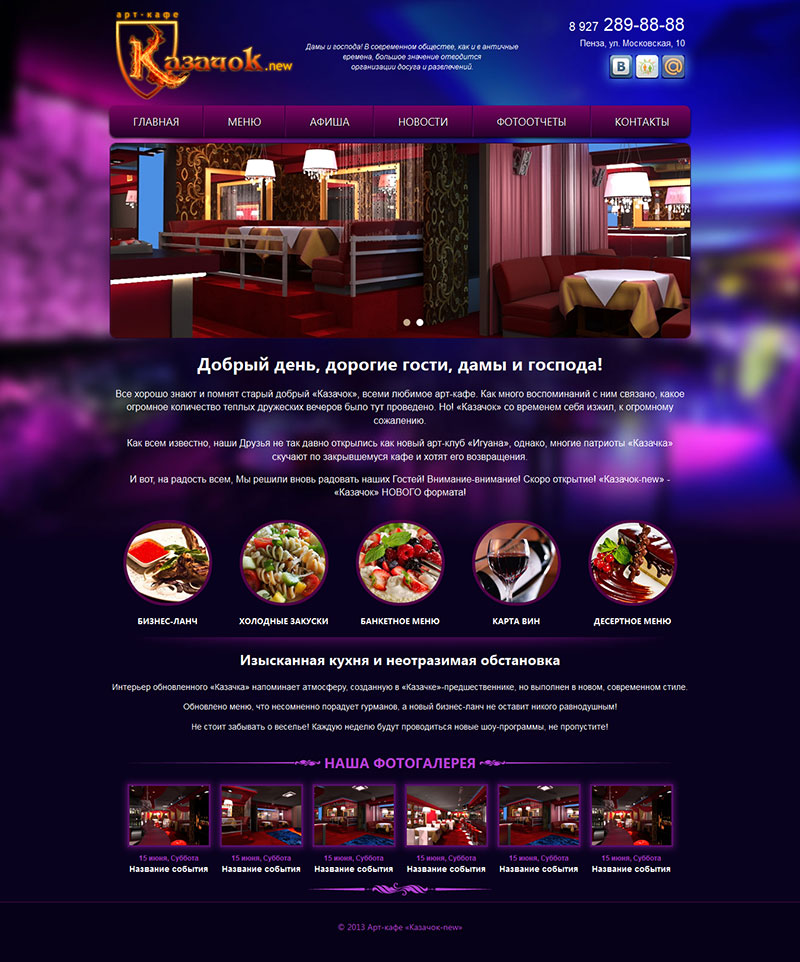 арт-кафе
Казачок.new
Дамы и господа! В современном обществе, как и в античные
времена, большое значение отводится
организации досуга и развлечений.
8 927 289-88-88
Пенза, ул. Московская, 10
В @
ГЛАВНАЯ МЕНЮ АФИША НОВОСТИ ФОТООТЧЕТЫ КОНТАКТЫ
Добрый день, дорогие гости, дамы и господа!
Все хорошо знают и помнят старый добрый «Казачок», всеми любимое арт-кафе. Как много воспоминаний с ним связано, какое
огромное количество теплых дружеских вечеров было тут проведено. Но! «Казачок» со временем себя изжил, к огромному
сожалению.
Как всем известно, наши Друзья не так давно открылись как новый арт-клуб «Игуана», однако, многие патриоты «Казачка»
скучают по закрывшемуся кафе и хотят его возвращения.
И вот, на радость всем, Мы решили вновь радовать наших Гостей! Внимание-внимание! Скоро открытие! «Казачок-new» -
«Казачок» НОВОГО формата!
БИЗНЕС-ЛАНЧ ХОЛОДНЫЕ ЗАКУСКИ БАНКЕТНОЕ МЕНЮ КАРТА ВИН ДЕСЕРТНОЕ МЕНЮ
Изысканная кухня и неотразимая обстановка
Интерьер обновленного «Казачка» напоминает атмосферу, созданную в «Казачке»-предшественнике, но выполнен в новом, современном стиле.
Обновлено меню, что несомненно порадует гурманов, а новый бизнес-ланч не оставит никого равнодушным!
Не стоит забывать о веселье! Каждую неделю будут проводиться новые шоу-программы, не пропустите!
НАША ФОТОГАЛЕРЕЯ
15 июня, Суббота 15 июня, Суббота 15 июня, Суббота 15 июня, Суббота 15 июня, Суббота 15 июня, Суббота
Название события Название события Название события Название события Название события Название события
© 2013 Арт-кафе «Казачок-new»